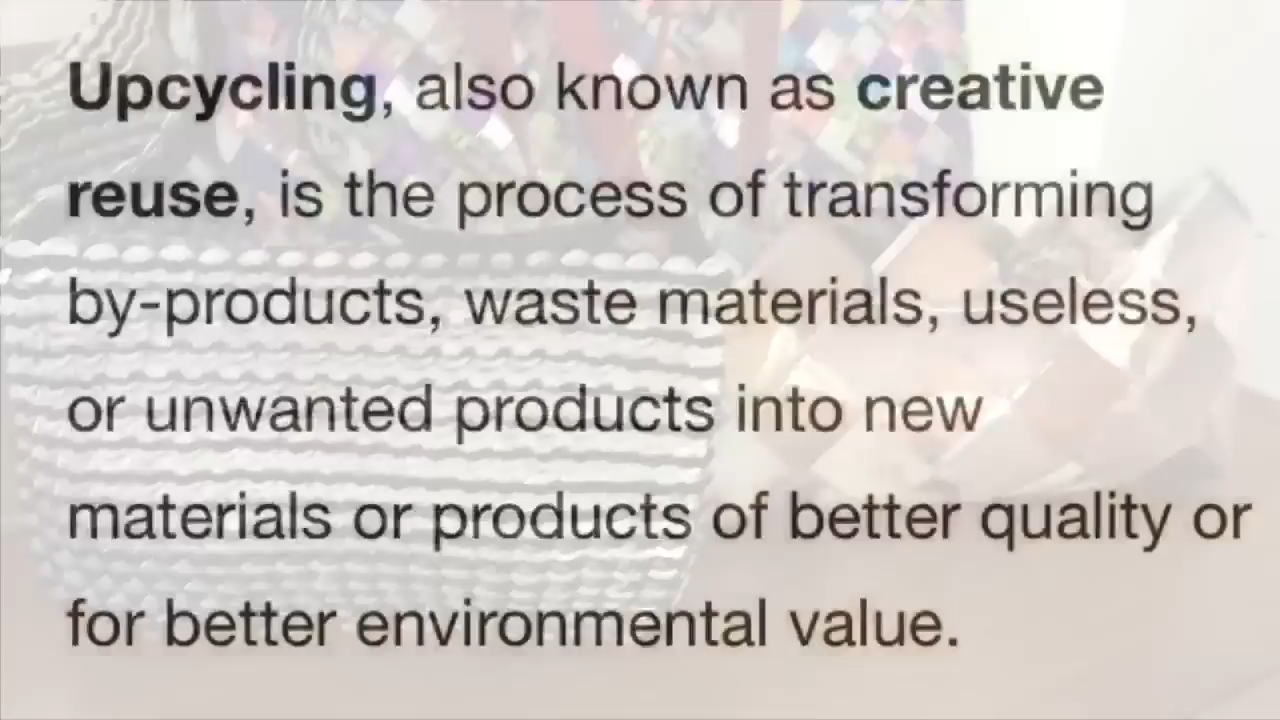 Upcycling, also known as creative
reuse, is the process of transforming
by-products, waste materials, useless,
or unwanted products into new
materials or products of better quality or
for better environmental value.